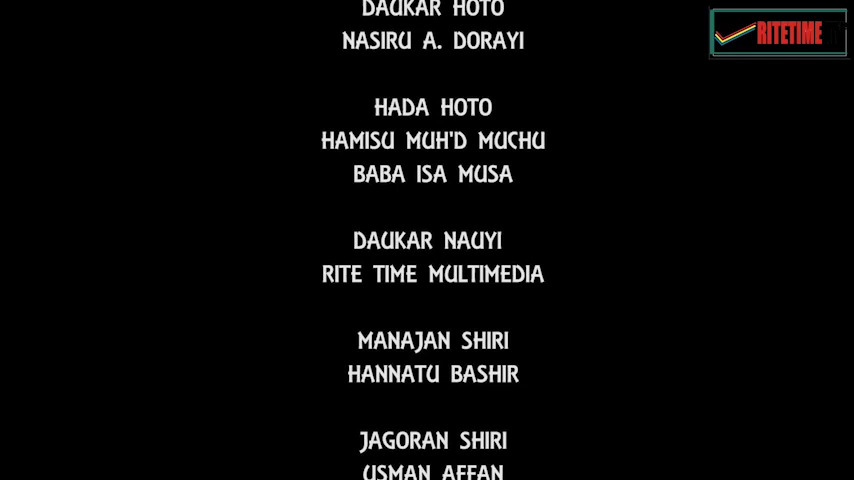 DAUKAR HOTO
NASIRU A. DORAYI
HADA HOTO
HAMISU MUH'D MUCHU
BABA ISA MUSA
DAUKAR NAUYI
RITE TIME MULTIMEDIA
MANAJAN SHIRI
HANNATU BASHIR
JAGORAN SHIRI
USMAN AFFAN
RITETIME